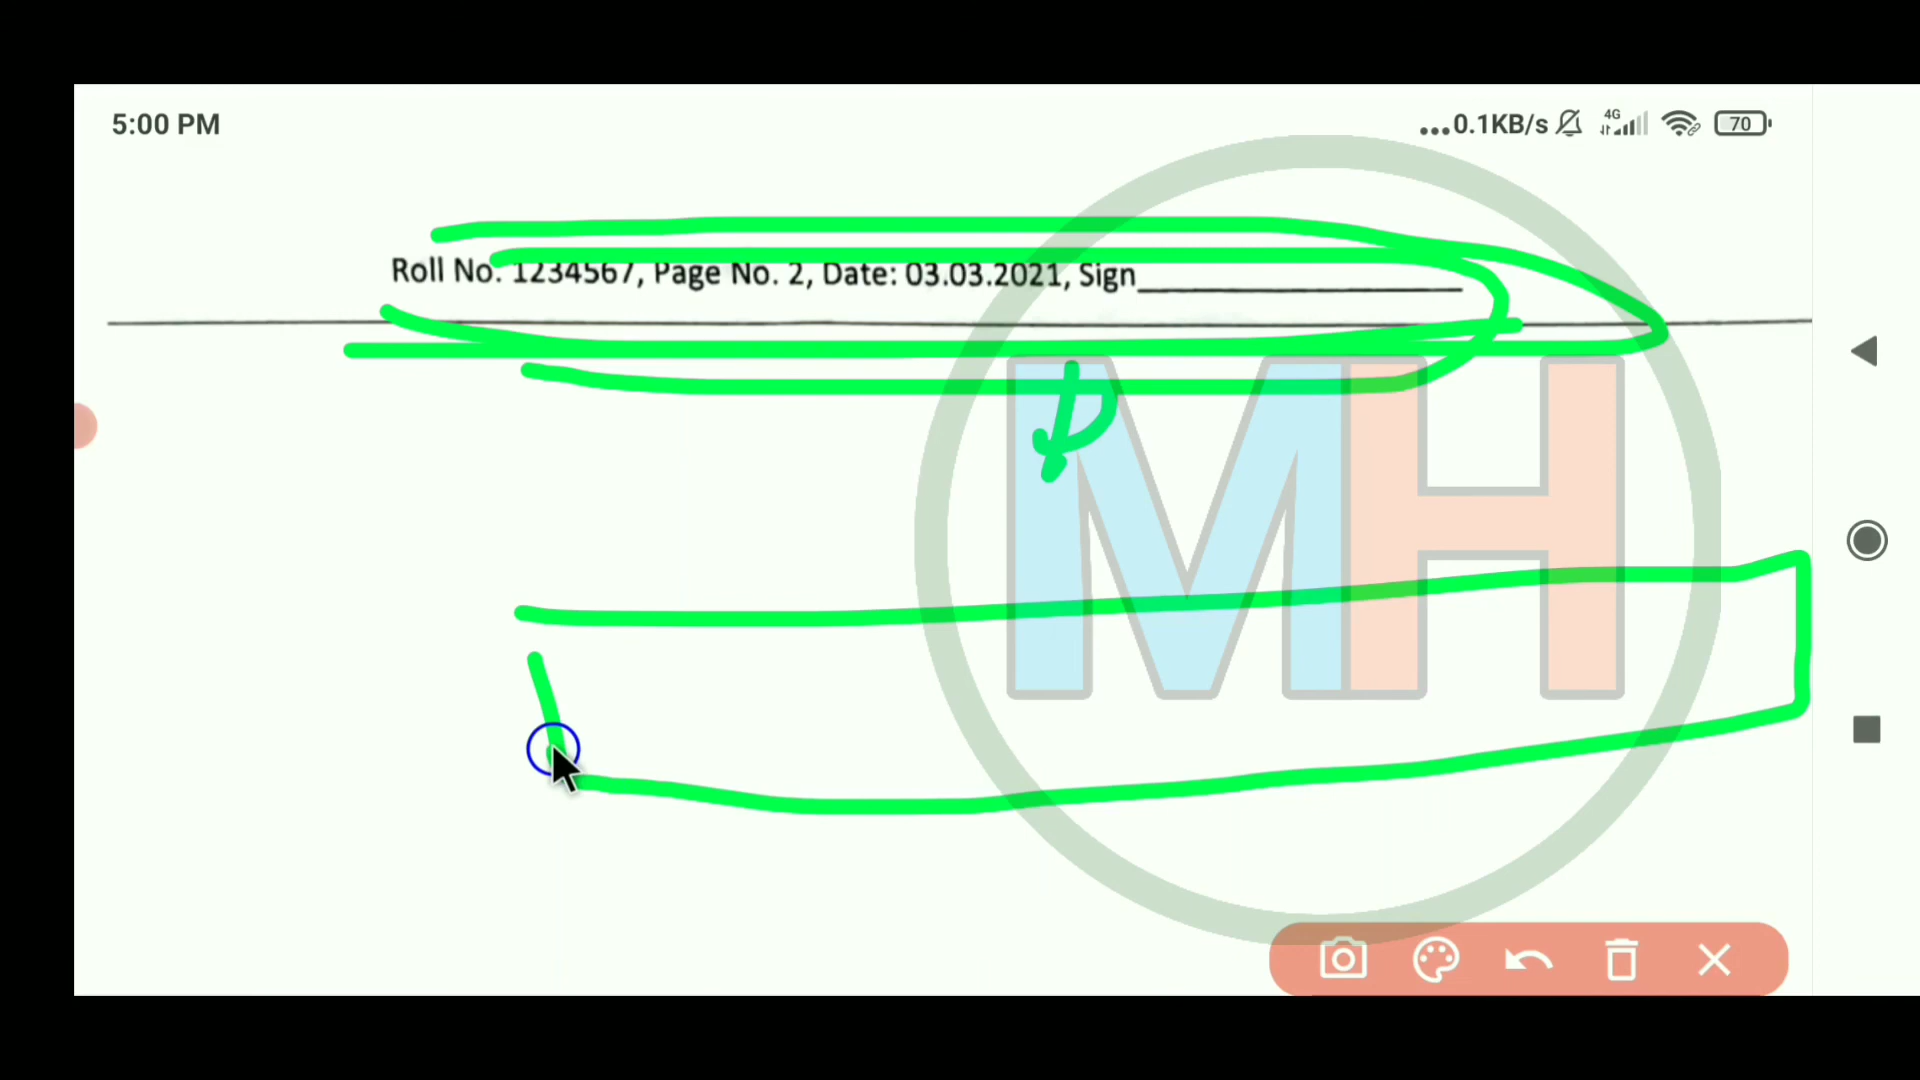 5:00 PM
...0.1KB/s 4G 70
Roll No. 1234567, Page No. 2, Date: 03.03.2021, Sign
MH